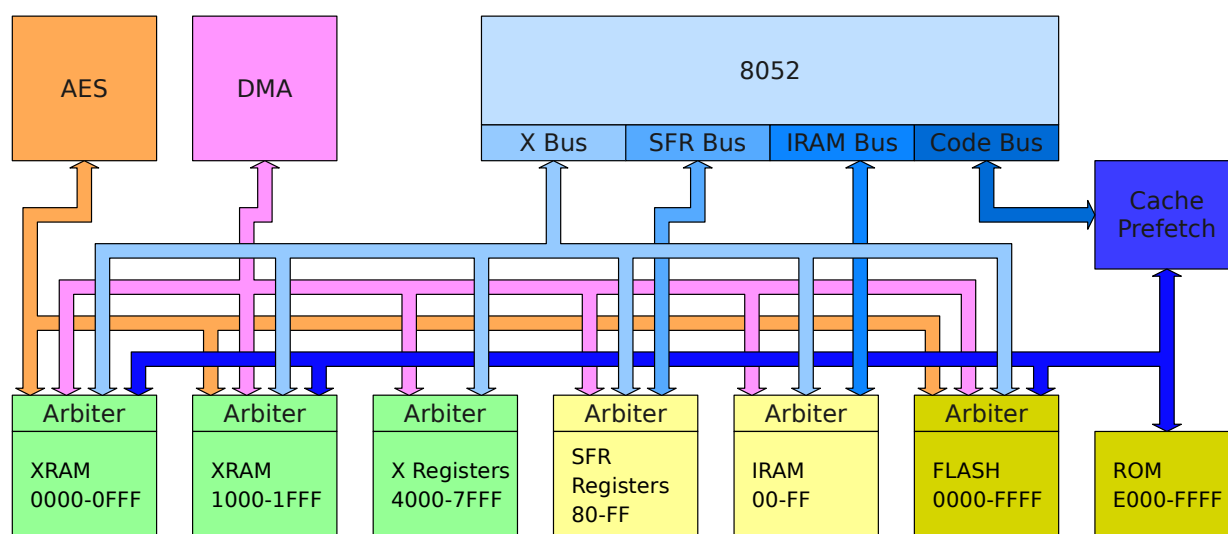 AES
DMA
8052
X Bus
SFR Bus
IRAM Bus
Code Bus
Cache
Prefetch
Arbiter
Arbiter
Arbiter
Arbiter
Arbiter
Arbiter
XRAM
0000-0FFF
XRAM
1000-1FFF
X Registers
4000-7FFF
SFR
Registers
80-FF
IRAM
00-FF
FLASH
0000-FFFF
ROM
E000-FFFF